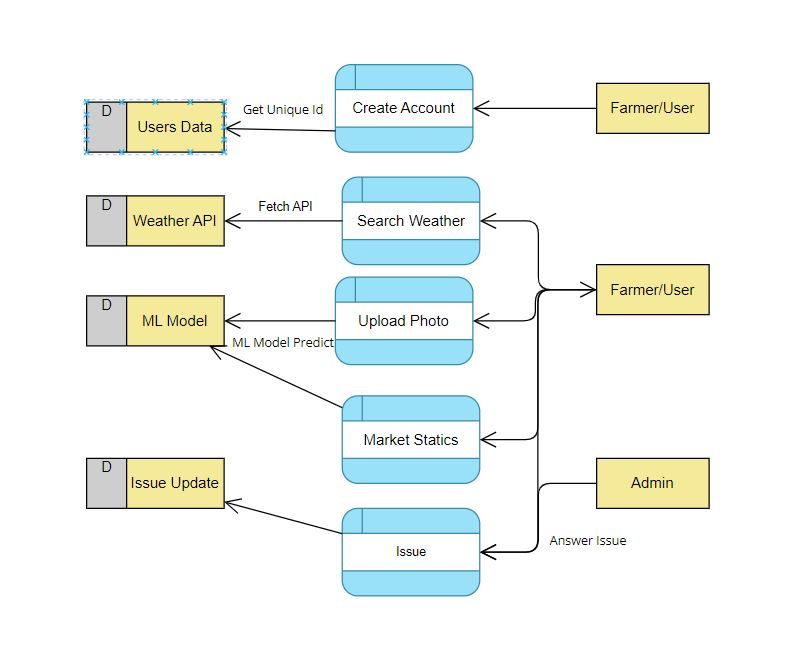 Create Account
Farmer/User
D
Users Data
Get Unique Id
D
Weather API
Fetch API
Search Weather
Farmer/User
D
ML Model
Upload Photo
ML Model Predict
Market Statics
D
Issue Update
Admin
Issue
Answer Issue